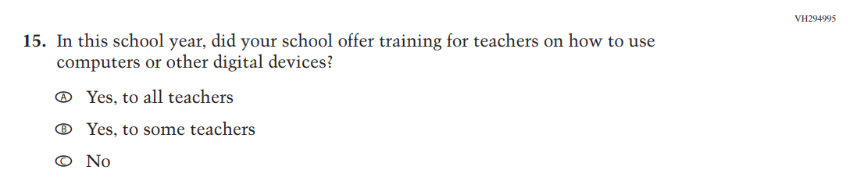 VH294995
15. In this school year, did your school offer training for teachers on how to use
computers or other digital devices?
A Yes, to all teachers
B Yes, to some teachers
C No